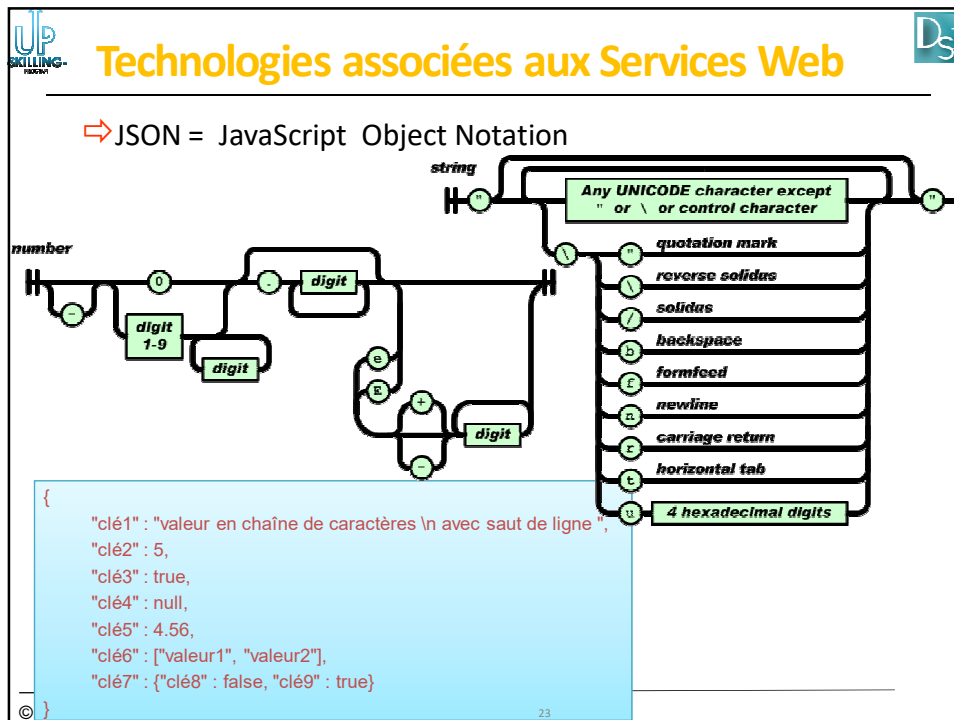 UP
SKILLING-
PROGRAM
Technologies associées aux Services Web
DS
⇨JSON = JavaScript Object Notation
string
"
Any UNICODE character except
" or \ or control character
"
\
" quotation mark
\ reverse solidus
/ solidus
b backspace
f formfeed
n newline
r carriage return
t horizontal tab
u 4 hexadecimal digits
number
-
0
digit
1-9
digit
.
digit
e
E
+
-
digit
{
"clé1" : "valeur en chaîne de caractères \n avec saut de ligne ",
"clé2" : 5,
"clé3" : true,
"clé4" : null,
"clé5" : 4.56,
"clé6" : ["valeur1", "valeur2"],
"clé7" : {"clé8" : false, "clé9" : true}
}
©
23